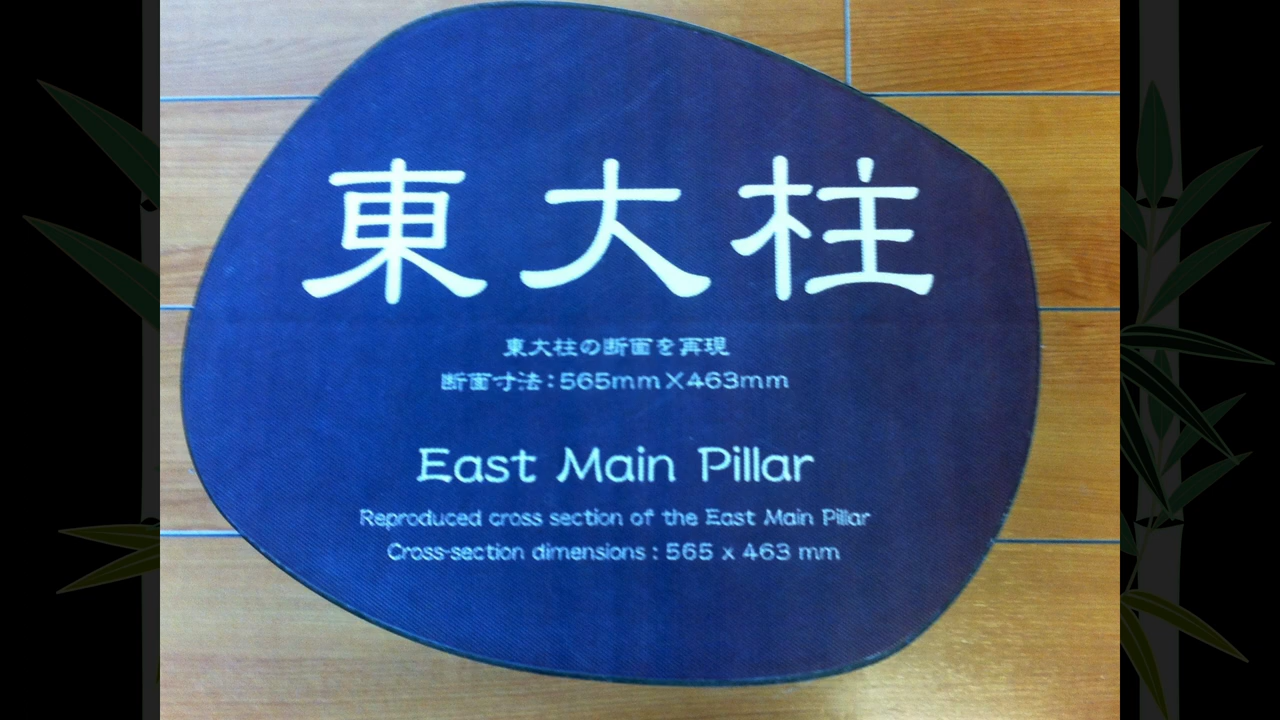 東大柱
東大柱の断面を再現
断面寸法：565mm×463mm
East Main Pillar
Reproduced cross section of the East Main Pillar
Cross-section dimensions : 565 x 463 mm